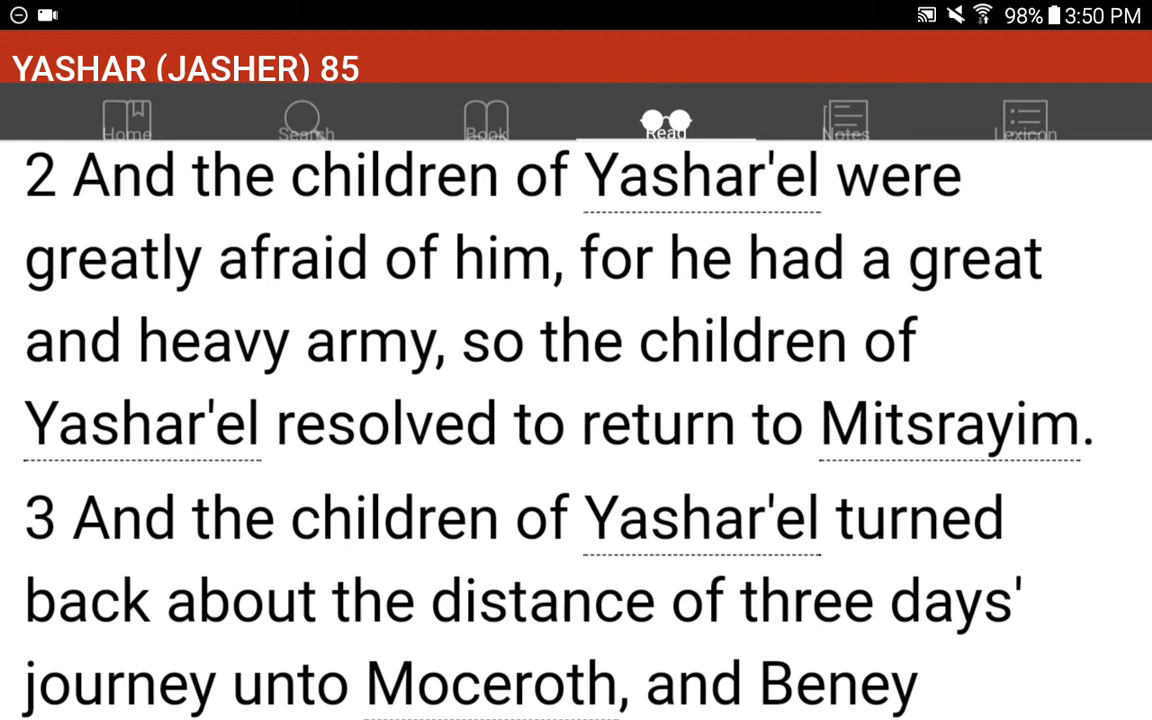 98% 3:50 PM
YASHAR (JASHER) 85
Home Search Book Read Notes Lexicon
2 And the children of Yashar'el were
greatly afraid of him, for he had a great
and heavy army, so the children of
Yashar'el resolved to return to Mitsrayim.
3 And the children of Yashar'el turned
back about the distance of three days'
journey unto Moceroth, and Beney